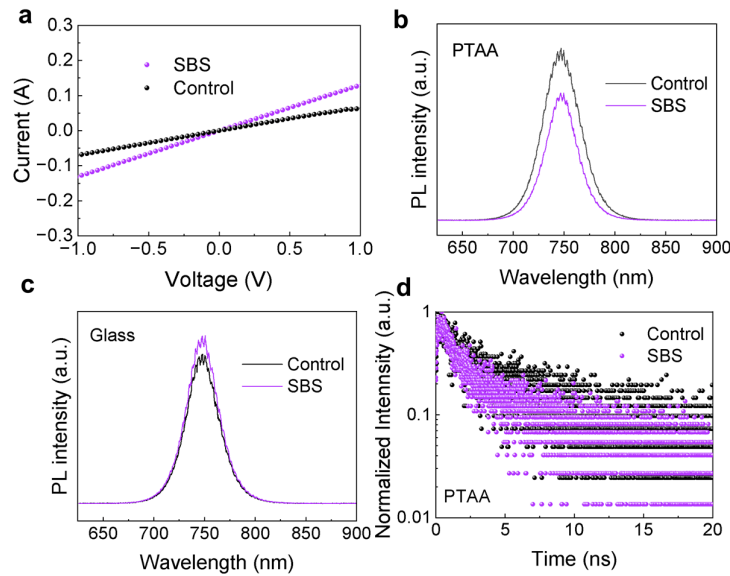 a
0.3
0.2
0.1
0.0
−0.1
−0.2
−0.3
Current (A)
SBS
Control
−1.0
−0.5
0.0
0.5
1.0
Voltage (V)
b
PTAA
Control
SBS
PL intensity (a.u.)
650
700
750
800
850
900
Wavelength (nm)
c
Glass
Control
SBS
PL intensity (a.u.)
650
700
750
800
850
900
Wavelength (nm)
d
1
0.1
0.01
Normalized Intennsity (a.u.)
Control
SBS
PTAA
0
5
10
15
20
Time (ns)